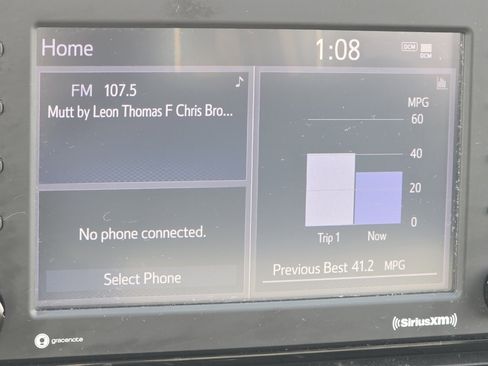 Home
1:08
DCM
FM 107.5
Mutt by Leon Thomas F Chris Bro...
No phone connected.
Select Phone
MPG
60
40
20
0
Trip 1 Now
Previous Best 41.2 MPG
gracenote
SiriusXM